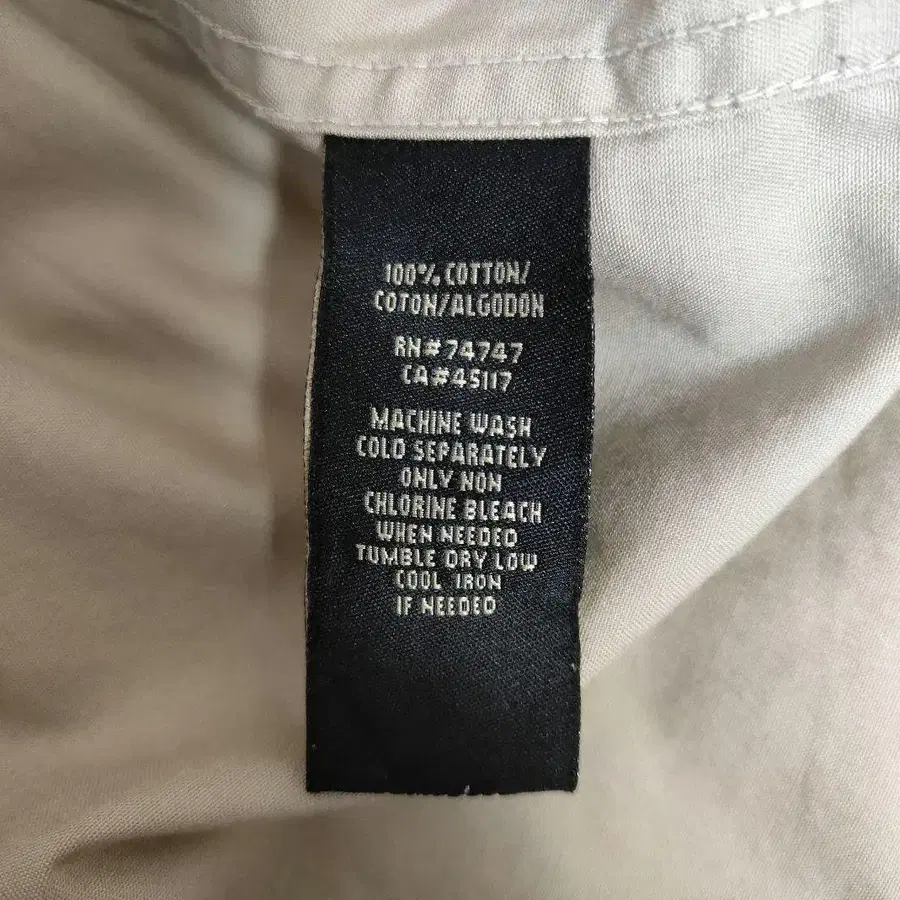 100% COTTON/
COTON/ALGODON
RN#74747
CA#45117
MACHINE WASH
COLD SEPARATELY
ONLY NON
CHLORINE BLEACH
WHEN NEEDED
TUMBLE DRY LOW
COOL IRON
IF NEEDED